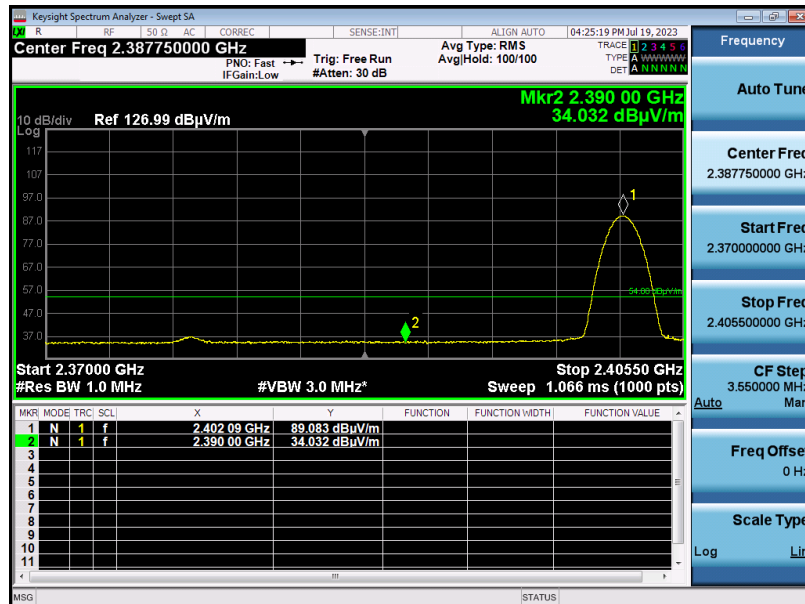 Keysight Spectrum Analyzer - Swept SA
LXI R RF 50 Ω AC CORREC SENSE:INT ALIGN AUTO 04:25:19 PM Jul 19, 2023
Center Freq 2.387750000 GHz
PNO: Fast
IFGain:Low
Trig: Free Run
#Atten: 30 dB
Avg Type: RMS
Avg|Hold: 100/100
TRACE 1 2 3 4 5 6
TYPE A WWWWW
DET A N N N N N
Mkr2 2.390 00 GHz
34.032 dBµV/m
10 dB/div
Log
Ref 126.99 dBµV/m
117
107
97.0
87.0
77.0
67.0
57.0
47.0
37.0
1
2
54.00 dBµV/m
Start 2.37000 GHz
Stop 2.40550 GHz
#Res BW 1.0 MHz
#VBW 3.0 MHz*
Sweep 1.066 ms (1000 pts)
MKR MODE TRC SCL X Y FUNCTION FUNCTION WIDTH FUNCTION VALUE
1 N 1 f 2.402 09 GHz 89.083 dBµV/m
2 N 1 f 2.390 00 GHz 34.032 dBµV/m
3
4
5
6
7
8
9
10
11
MSG
STATUS
Frequency
Auto Tune
Center Freq
2.387750000 GHz
Start Freq
2.370000000 GHz
Stop Freq
2.405500000 GHz
CF Step
3.550000 MHz
Auto Man
Freq Offset
0 Hz
Scale Type
Log Lin